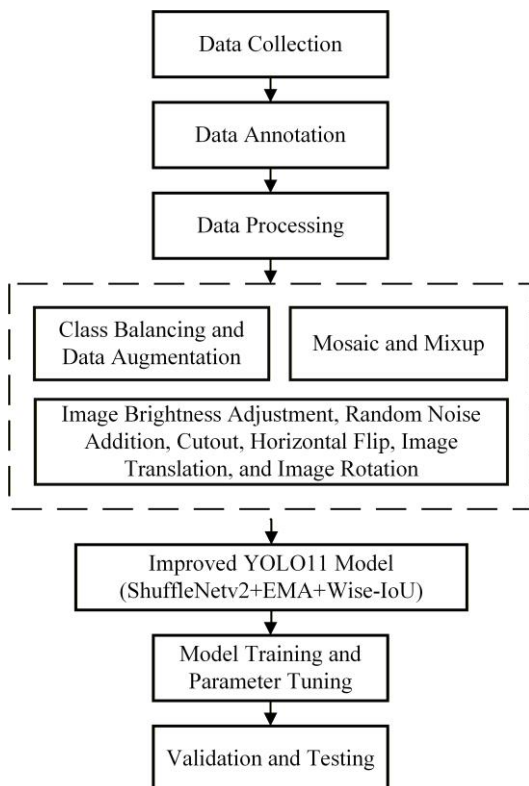 Data Collection
Data Annotation
Data Processing
Class Balancing and
Data Augmentation
Mosaic and Mixup
Image Brightness Adjustment, Random Noise
Addition, Cutout, Horizontal Flip, Image
Translation, and Image Rotation
Improved YOLO11 Model
(ShuffleNetv2+EMA+Wise-IoU)
Model Training and
Parameter Tuning
Validation and Testing